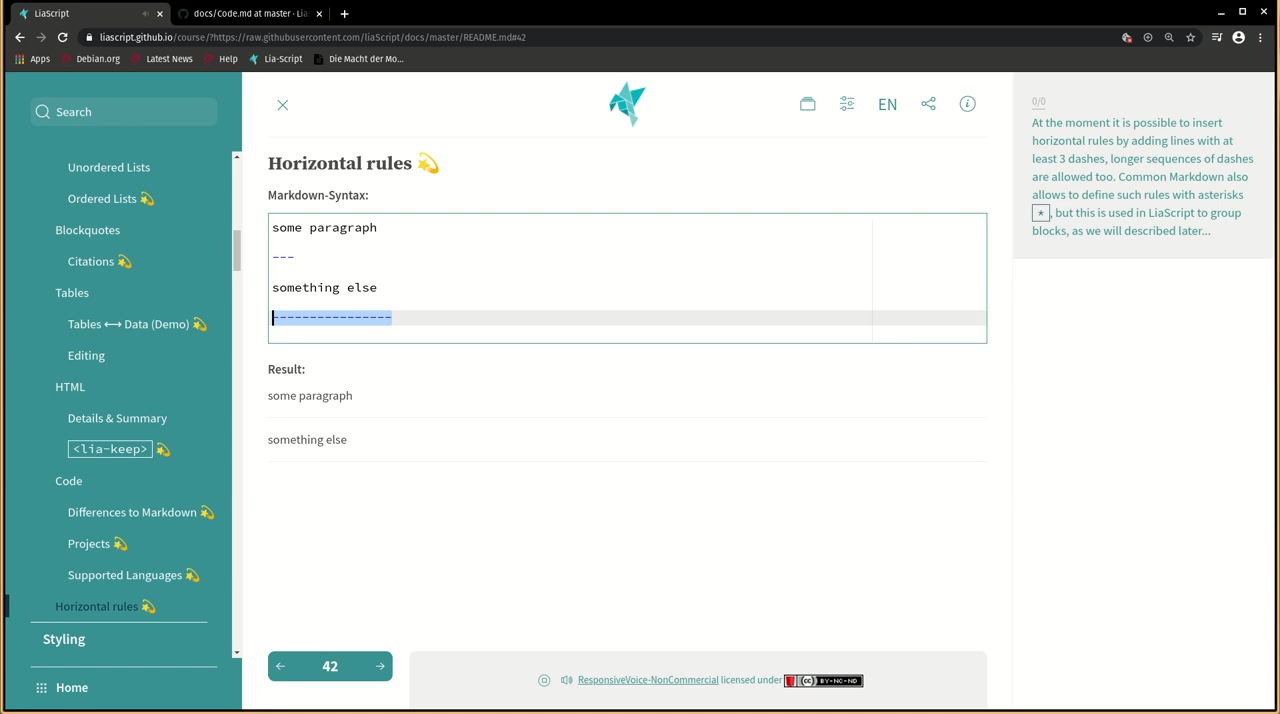 LiaScript
docs/Code.md at master · Lia
liascript.github.io/course/?https://raw.githubusercontent.com/liaScript/docs/master/README.md#42
Apps
Debian.org
Latest News
Help
Lia-Script
Die Macht der Mo...
Search
Unordered Lists
Ordered Lists 💫
Blockquotes
Citations 💫
Tables
Tables ⟷ Data (Demo) 💫
Editing
HTML
Details & Summary
<lia-keep> 💫
Code
Differences to Markdown 💫
Projects 💫
Supported Languages 💫
Horizontal rules 💫
Styling
Home
EN
Horizontal rules 💫
Markdown-Syntax:
some paragraph
---
something else
----------------
Result:
some paragraph
something else
← 42 →
ResponsiveVoice-NonCommercial licensed under
CC BY-NC-ND
0/0
At the moment it is possible to insert
horizontal rules by adding lines with at
least 3 dashes, longer sequences of dashes
are allowed too. Common Markdown also
allows to define such rules with asterisks
*, but this is used in LiaScript to group
blocks, as we will described later...